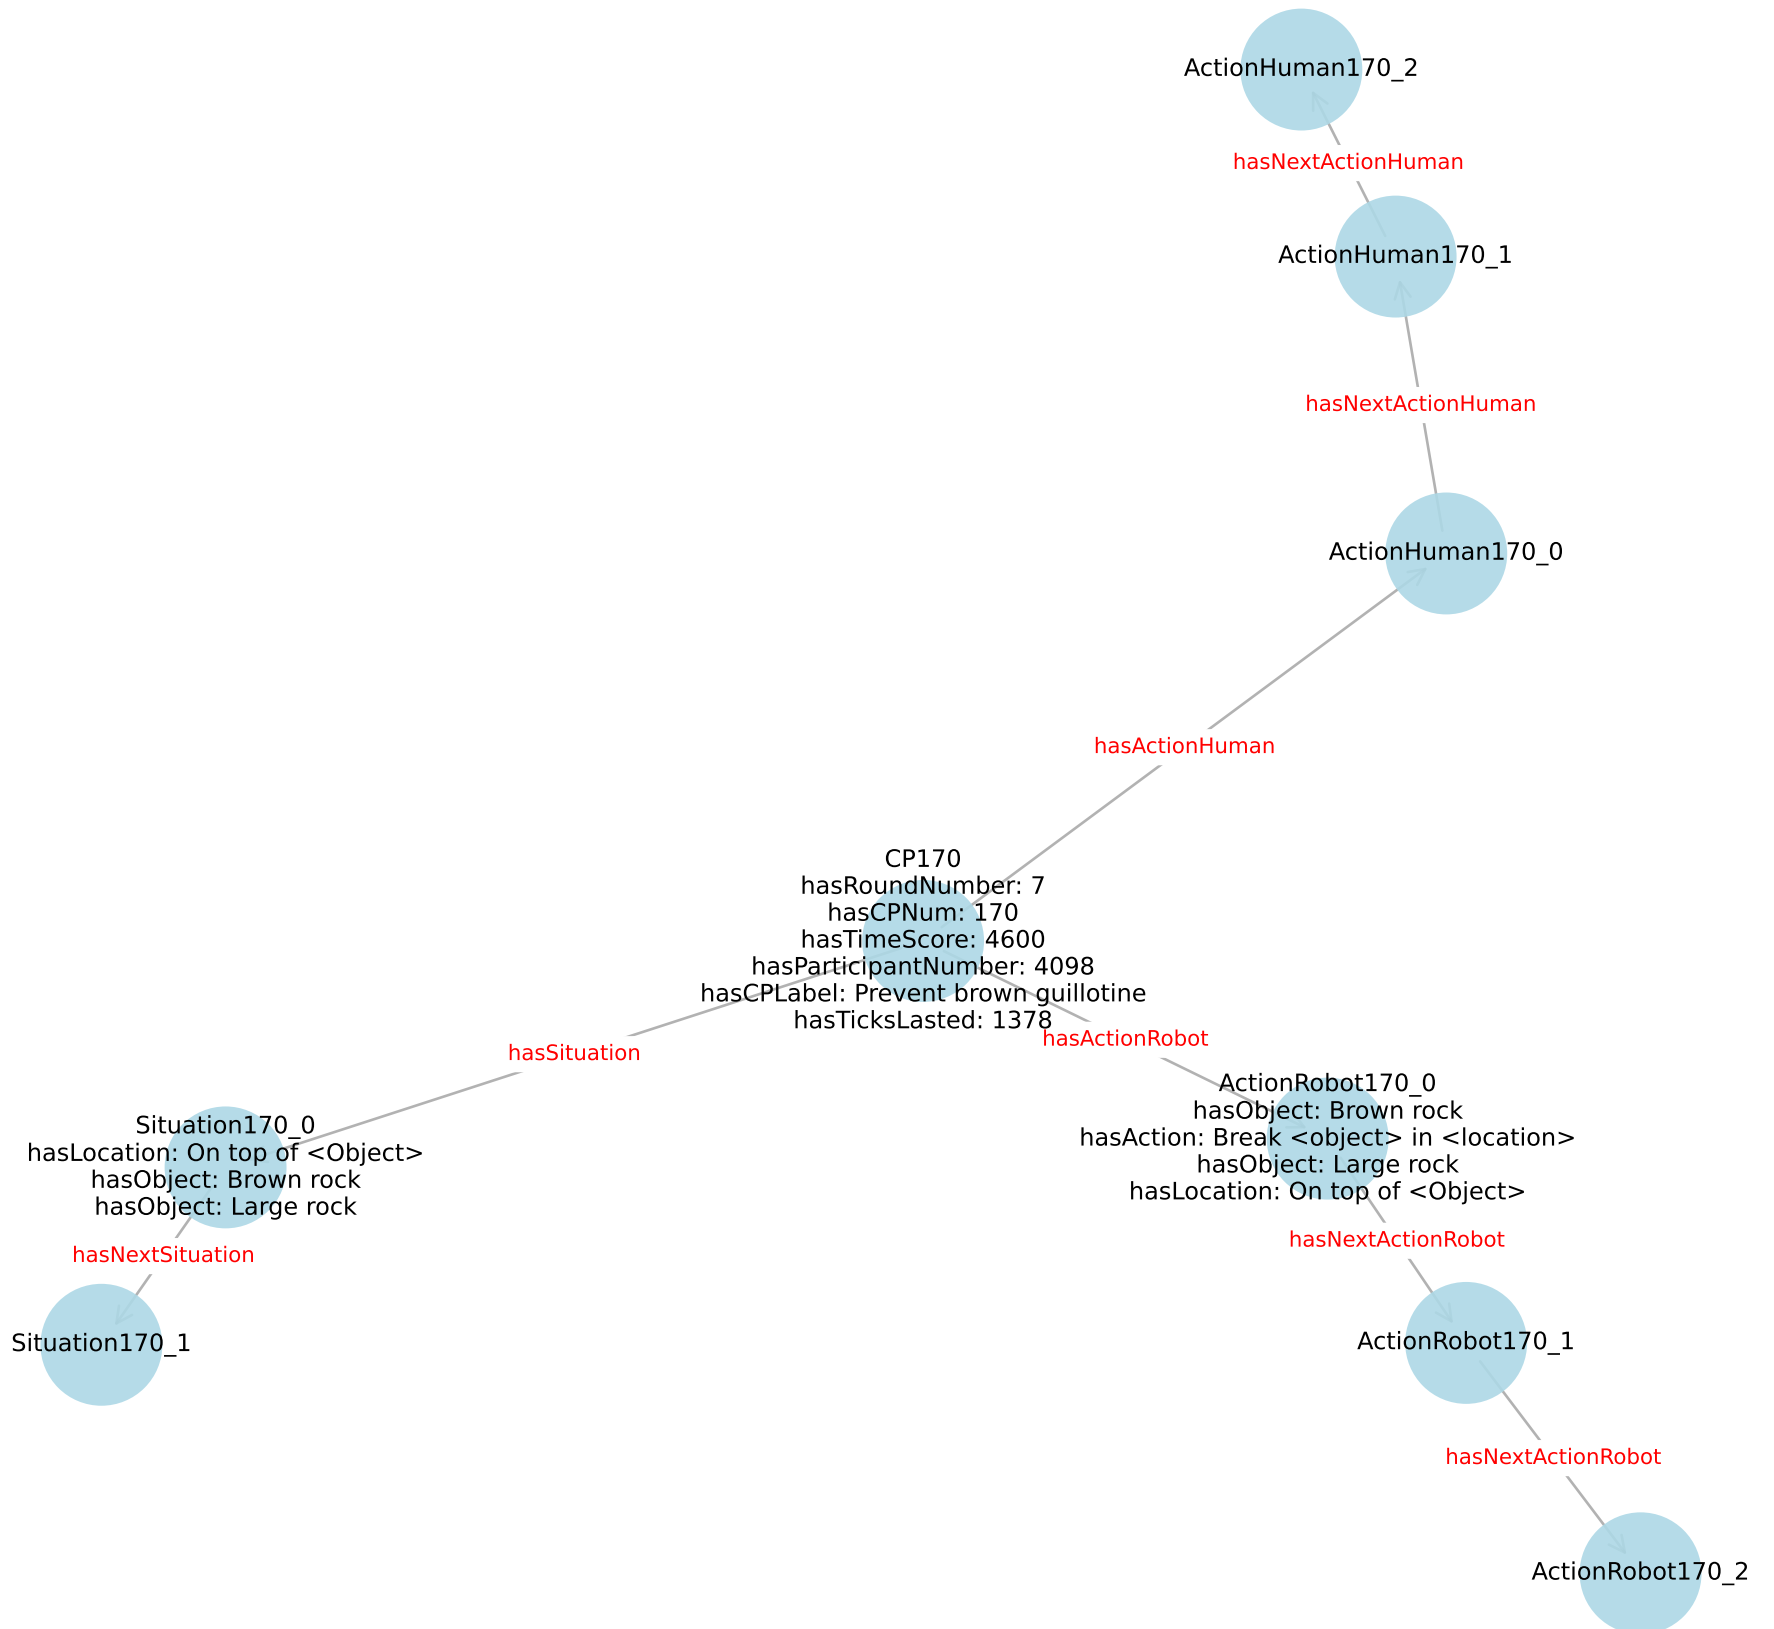 ActionHuman170_2
hasNextActionHuman
ActionHuman170_1
hasNextActionHuman
ActionHuman170_0
hasActionHuman
CP170
hasRoundNumber: 7
hasCPNum: 170
hasTimeScore: 4600
hasParticipantNumber: 4098
hasCPLabel: Prevent brown guillotine
hasTicksLasted: 1378
hasActionRobot
hasSituation
ActionRobot170_0
hasObject: Brown rock
hasAction: Break <object> in <location>
hasObject: Large rock
hasLocation: On top of <Object>
Situation170_0
hasLocation: On top of <Object>
hasObject: Brown rock
hasObject: Large rock
hasNextActionRobot
hasNextSituation
ActionRobot170_1
Situation170_1
hasNextActionRobot
ActionRobot170_2